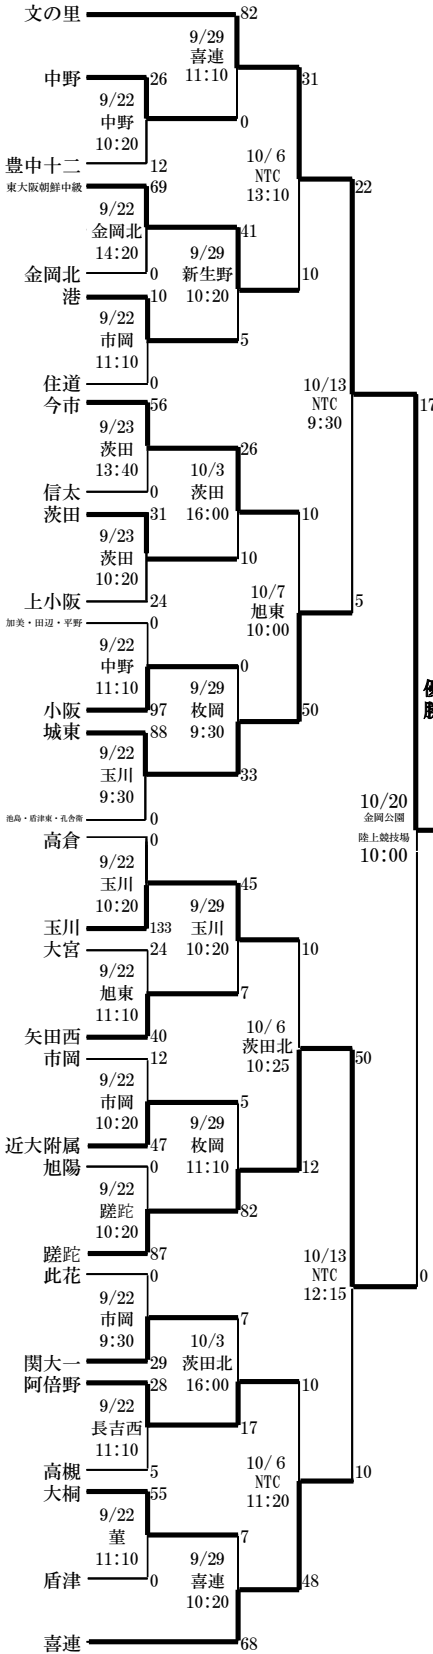 文の里
82
9/29
喜連
11:10
中野
26
31
9/22
中野
10:20
0
豊中十二
12
10/ 6
NTC
13:10
東大阪朝鮮中級
69
22
9/22
金岡北
14:20
41
金岡北
0
9/29
新生野
10:20
10
港
10
9/22
市岡
11:10
5
住道
0
10/13
NTC
9:30
今市
56
17
9/23
茨田
13:40
26
信太
0
10/3
茨田
16:00
茨田
31
10
9/23
茨田
10:20
10
上小阪
24
10/7
旭東
10:00
5
加美・田辺・平野
0
9/22
中野
11:10
0
小阪
97
9/29
枚岡
9:30
50
優
勝
城東
88
9/22
玉川
9:30
33
池島・盾津東・孔舎衙
0
10/20
金岡公園
陸上競技場
10:00
高倉
0
9/22
玉川
10:20
45
玉川
133
9/29
玉川
10:20
大宮
24
10
9/22
旭東
11:10
7
矢田西
40
10/ 6
茨田北
10:25
市岡
12
50
9/22
市岡
10:20
5
近大附属
47
9/29
枚岡
11:10
旭陽
0
12
9/22
蹉跎
10:20
82
蹉跎
87
10/13
NTC
12:15
此花
0
0
9/22
市岡
9:30
7
関大一
29
10/3
茨田北
16:00
阿倍野
28
10
9/22
長吉西
11:10
17
高槻
5
10/ 6
NTC
11:20
10
大桐
55
9/22
菫
11:10
7
盾津
0
9/29
喜連
10:20
48
喜連
68